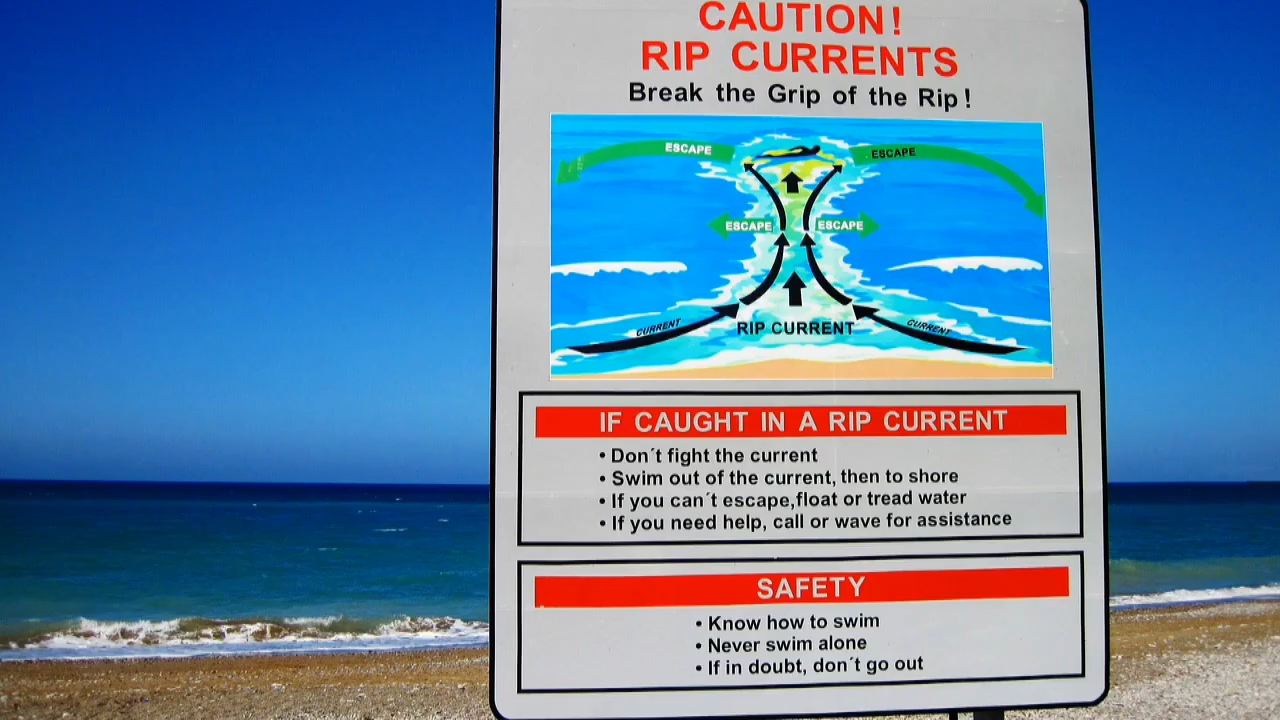 CAUTION!
RIP CURRENTS
Break the Grip of the Rip!
ESCAPE
ESCAPE
ESCAPE
ESCAPE
CURRENT
RIP CURRENT
CURRENT
IF CAUGHT IN A RIP CURRENT
• Don´t fight the current
• Swim out of the current, then to shore
• If you can´t escape,float or tread water
• If you need help, call or wave for assistance
SAFETY
• Know how to swim
• Never swim alone
• If in doubt, don´t go out